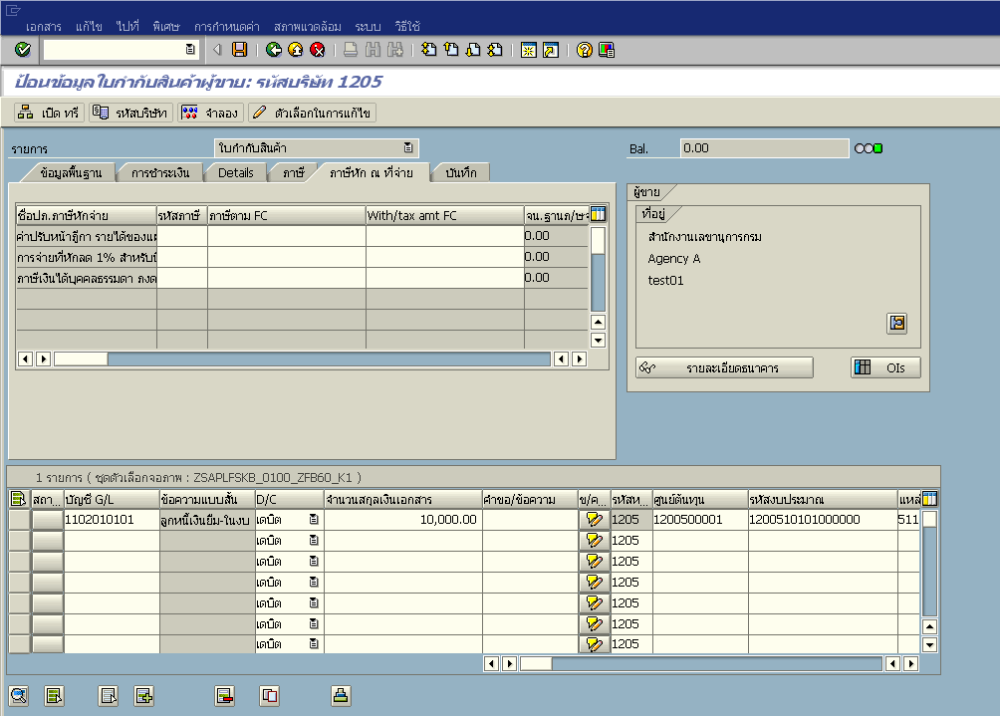 เอกสาร แก้ไข ไปที่ พิเศษ การกำหนดค่า สภาพแวดล้อม ระบบ วิธีใช้
ป้อนข้อมูลใบกำกับสินค้าผู้ขาย: รหัสบริษัท 1205
เปิด ทรี รหัสบริษัท จำลอง ตัวเลือกในการแก้ไข
รายการ ใบกำกับสินค้า Bal. 0.00
ข้อมูลพื้นฐาน การชำระเงิน Details ภาษี ภาษีหัก ณ ที่จ่าย บันทึก
ผู้ขาย
ที่อยู่
สำนักงานเลขานุการกรม
Agency A
test01
รายละเอียดธนาคาร OIs
ชื่อปภ.ภาษีหักจ่าย รหัสภาษี ภาษีตาม FC With/tax amt FC จน.ฐานภ/ษจ
ค่าปรับหน้าฎีกา รายได้ของแผ 0.00
การจ่ายที่หักลด 1% สำหรับนิ 0.00
ภาษีเงินได้บุคคลธรรมดา ภงด 0.00
1 รายการ ( ชุดตัวเลือกจอภาพ : ZSAPLFSKB_0100_ZFB60_K1 )
สถา... บัญชี G/L ข้อความแบบสั้น D/C จำนวนสกุลเงินเอกสาร คำขอ/ข้อความ ข/ค... รหัสห... ศูนย์ต้นทุน รหัสงบประมาณ แหล่
1102010101 ลูกหนี้เงินยืม-ในงบ เดบิต 10,000.00 1205 1200500001 1200510101000000 511
เดบิต 1205
เดบิต 1205
เดบิต 1205
เดบิต 1205
เดบิต 1205
เดบิต 1205